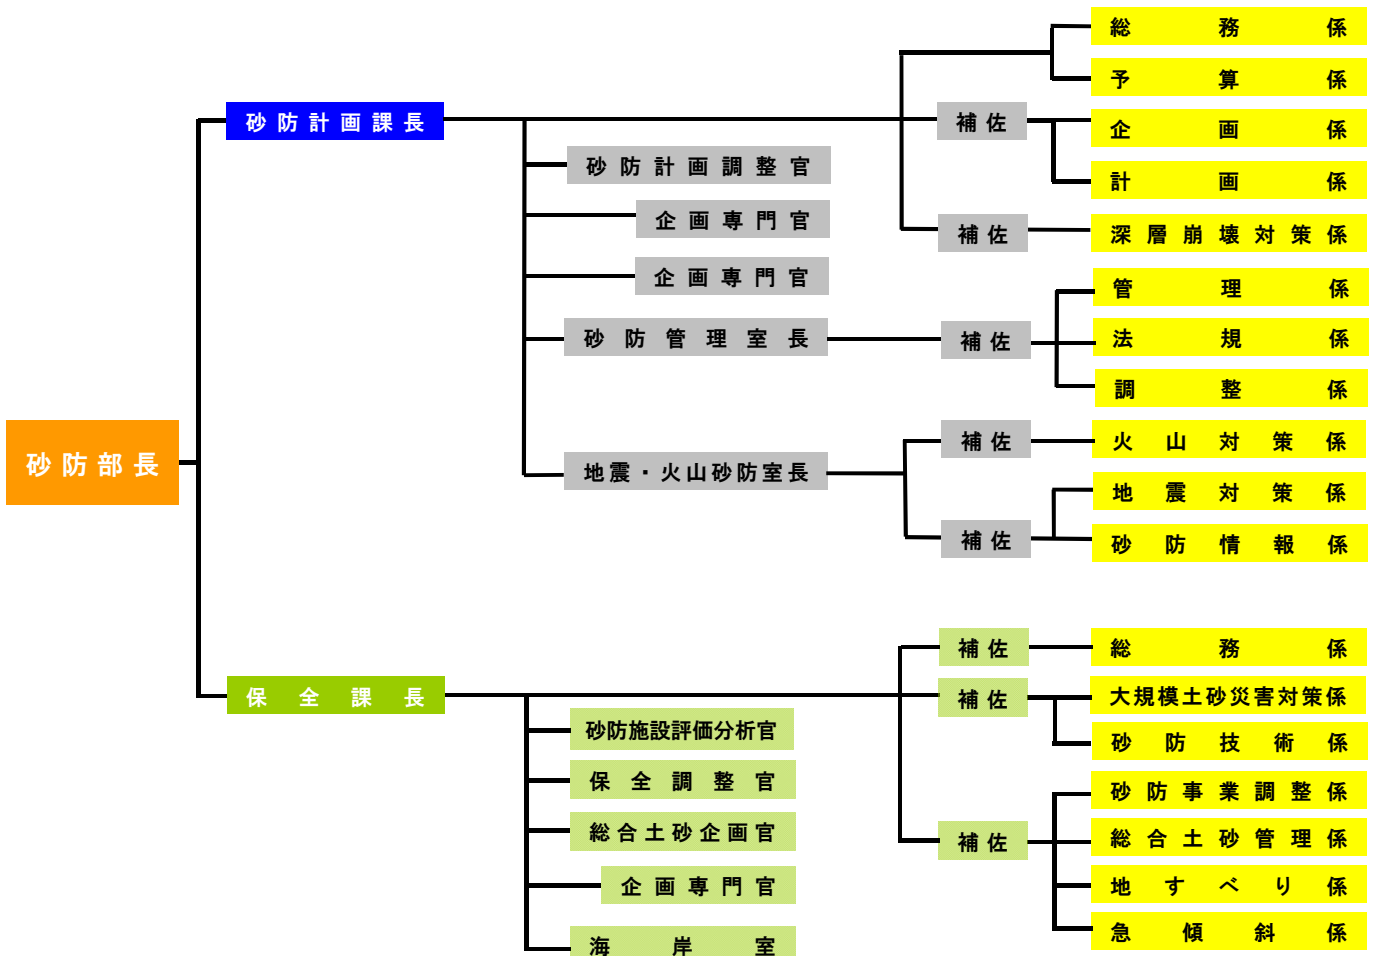 砂防部長
砂防計画課長
砂防計画調整官
企画専門官
企画専門官
砂防管理室長
地震・火山砂防室長
総務係
予算係
補佐
企画係
計画係
補佐
深層崩壊対策係
補佐
管理係
法規係
調整係
補佐
火山対策係
補佐
地震対策係
砂防情報係
保全課長
砂防施設評価分析官
保全調整官
総合土砂企画官
企画専門官
海岸室
補佐
総務係
補佐
大規模土砂災害対策係
砂防技術係
補佐
砂防事業調整係
総合土砂管理係
地すべり係
急傾斜係